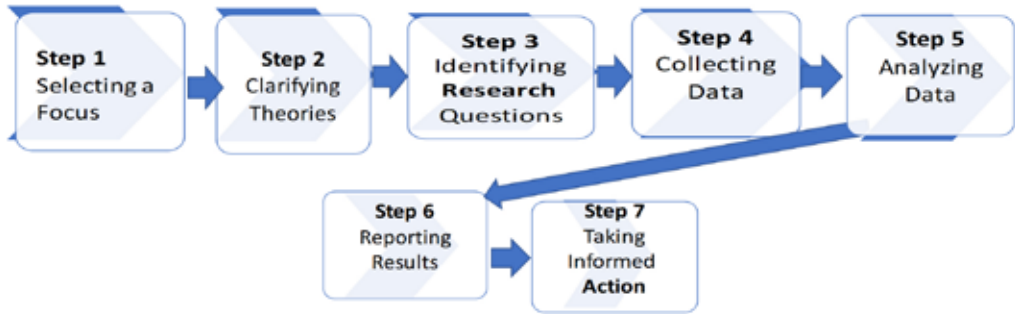 Step 1
Selecting a
Focus
Step 2
Clarifying
Theories
Step 3
Identifying
Research
Questions
Step 4
Collecting
Data
Step 5
Analyzing
Data
Step 6
Reporting
Results
Step 7
Taking
Informed
Action